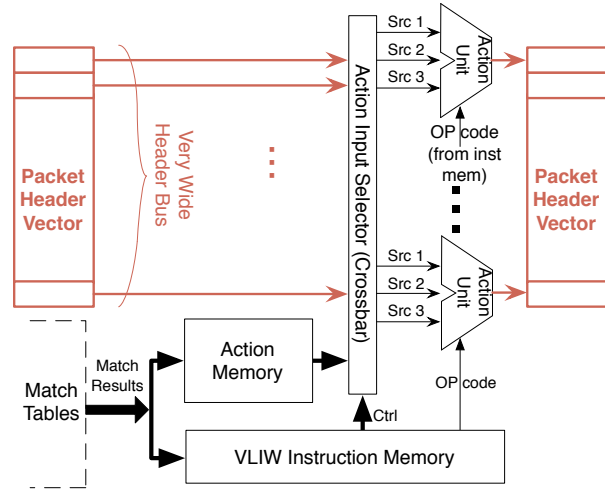 Packet
Header
Vector
Very Wide
Header Bus
Action Input Selector (Crossbar)
Src 1
Src 2
Src 3
Action
Unit
OP code
(from inst
mem)
Src 1
Src 2
Src 3
Action
Unit
OP code
Packet
Header
Vector
Match
Tables
Match
Results
Action
Memory
Ctrl
VLIW Instruction Memory